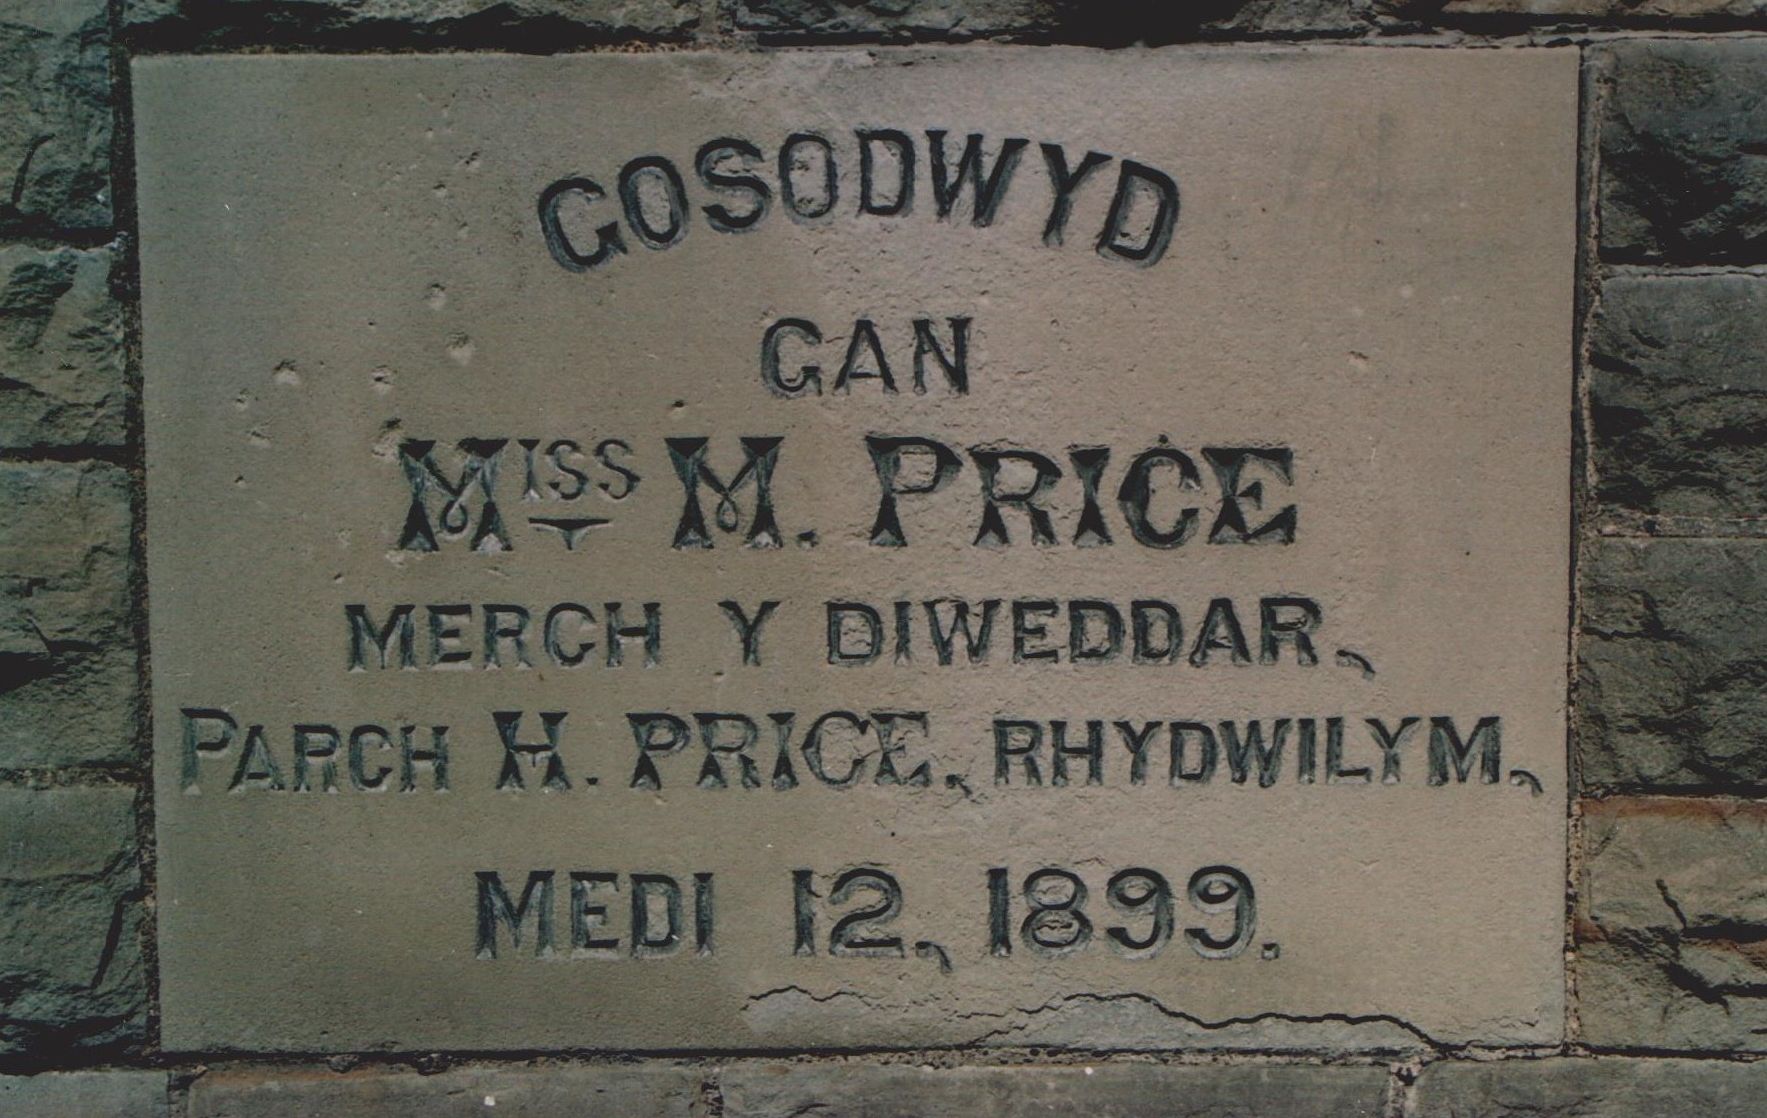 GOSODWYD
GAN
MISS M. PRICE
MERCH Y DIWEDDAR,
PARCH H. PRICE, RHYDWILYM,
MEDI 12, 1899.